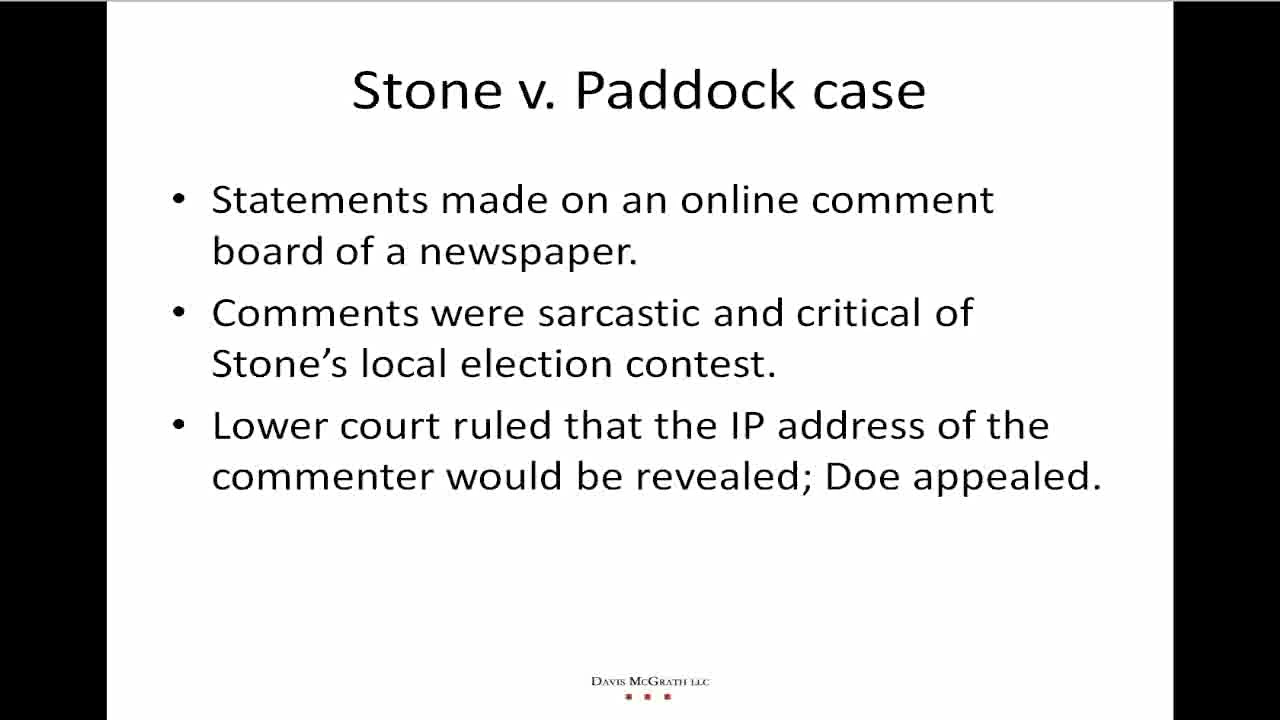 Stone v. Paddock case
• Statements made on an online comment
board of a newspaper.
• Comments were sarcastic and critical of
Stone’s local election contest.
• Lower court ruled that the IP address of the
commenter would be revealed; Doe appealed.
DAVIS MCGRATH LLC